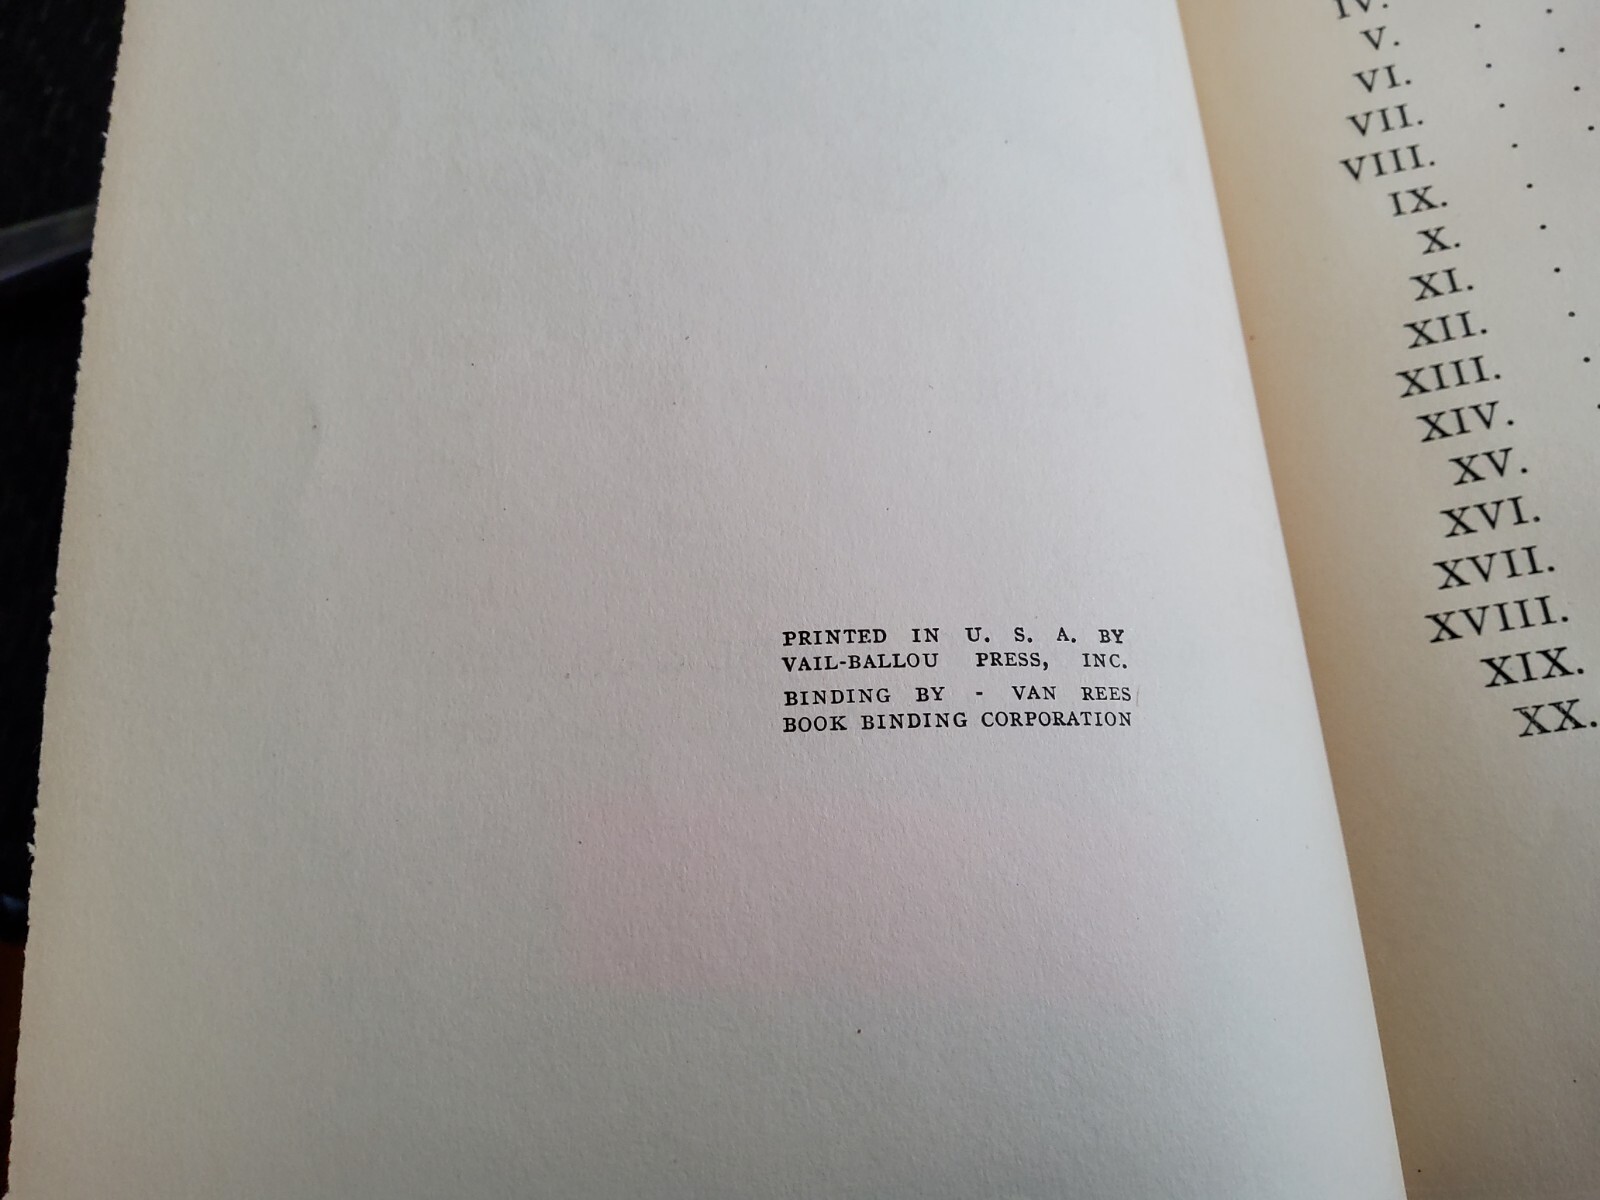 PRINTED IN U. S. A. BY
VAIL-BALLOU PRESS, INC.
BINDING BY - VAN REES
BOOK BINDING CORPORATION
IV.
V. . .
VI. . .
VII. . .
VIII. . .
IX. .
X. .
XI. .
XII. .
XIII. .
XIV. .
XV.
XVI.
XVII.
XVIII.
XIX.
XX.